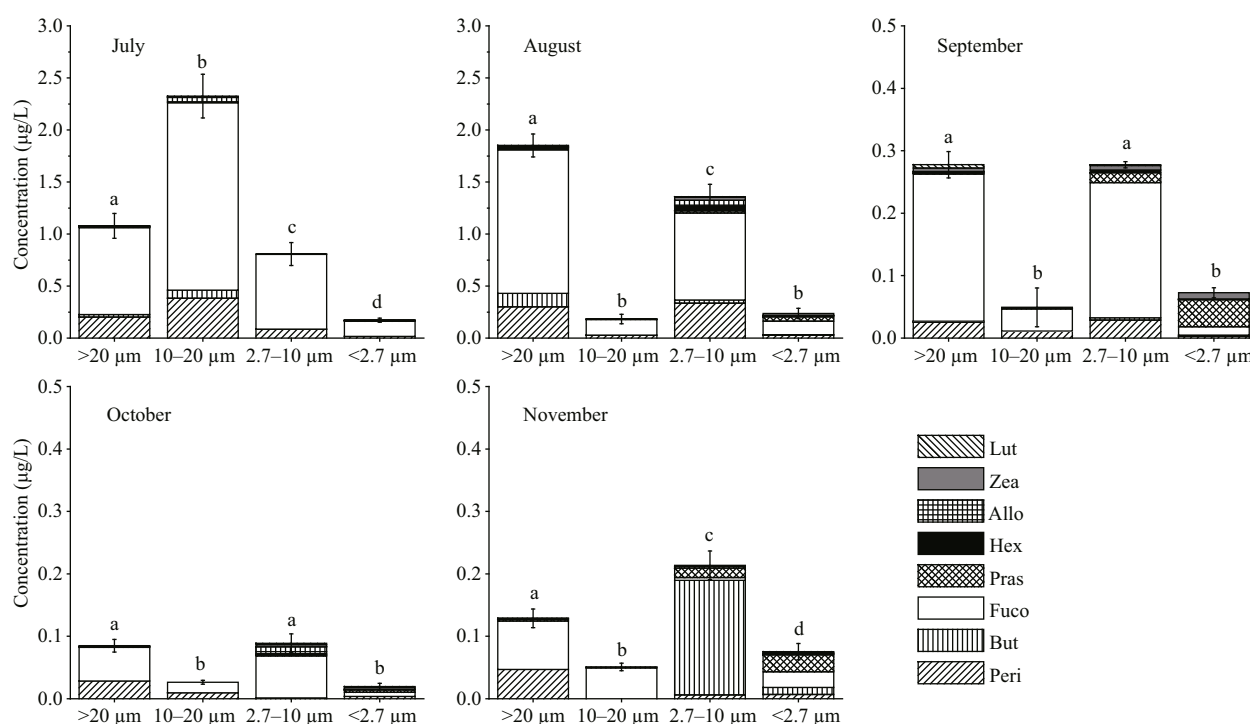 July
Concentration (μg/L)
3.0
2.5
2.0
1.5
1.0
0.5
0.0
a
b
c
d
>20 μm
10–20 μm
2.7–10 μm
<2.7 μm
August
3.0
2.5
2.0
1.5
1.0
0.5
0.0
a
b
c
b
>20 μm
10–20 μm
2.7–10 μm
<2.7 μm
September
0.5
0.4
0.3
0.2
0.1
0.0
a
b
a
b
>20 μm
10–20 μm
2.7–10 μm
<2.7 μm
October
Concentration (μg/L)
0.5
0.4
0.3
0.2
0.1
0.0
a
b
a
b
>20 μm
10–20 μm
2.7–10 μm
<2.7 μm
November
0.5
0.4
0.3
0.2
0.1
0.0
a
b
c
d
>20 μm
10–20 μm
2.7–10 μm
<2.7 μm
Lut
Zea
Allo
Hex
Pras
Fuco
But
Peri